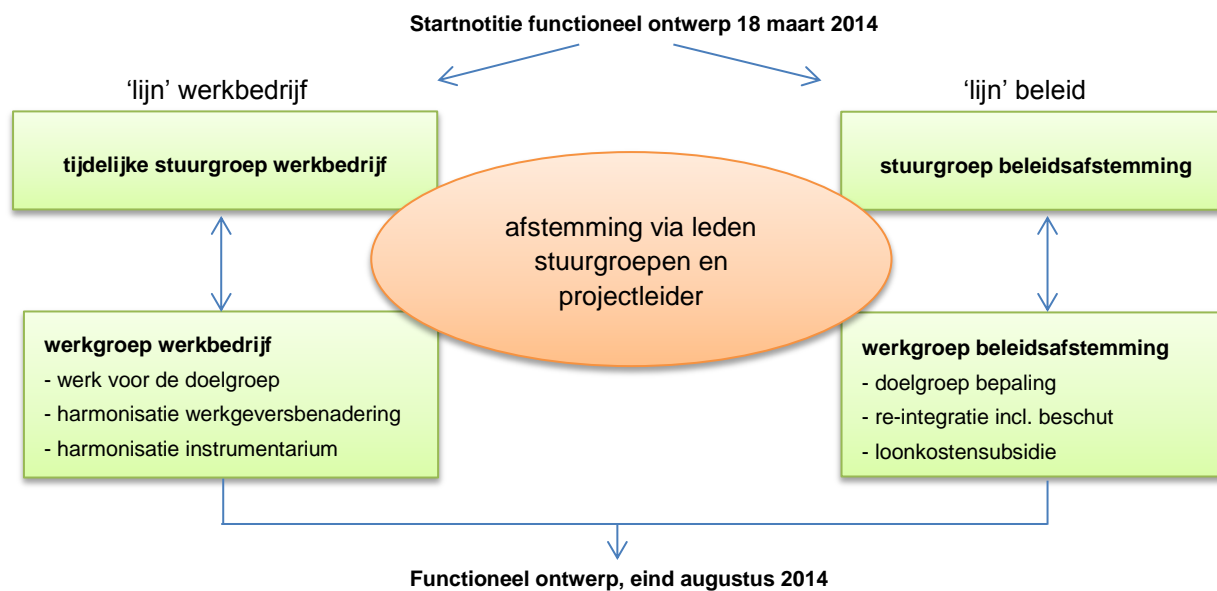 Startnotitie functioneel ontwerp 18 maart 2014
‘lijn’ werkbedrijf
‘lijn’ beleid
tijdelijke stuurgroep werkbedrijf
stuurgroep beleidsafstemming
afstemming via leden
stuurgroepen en
projectleider
werkgroep werkbedrijf
- werk voor de doelgroep
- harmonisatie werkgeversbenadering
- harmonisatie instrumentarium
werkgroep beleidsafstemming
- doelgroep bepaling
- re-integratie incl. beschut
- loonkostensubsidie
Functioneel ontwerp, eind augustus 2014